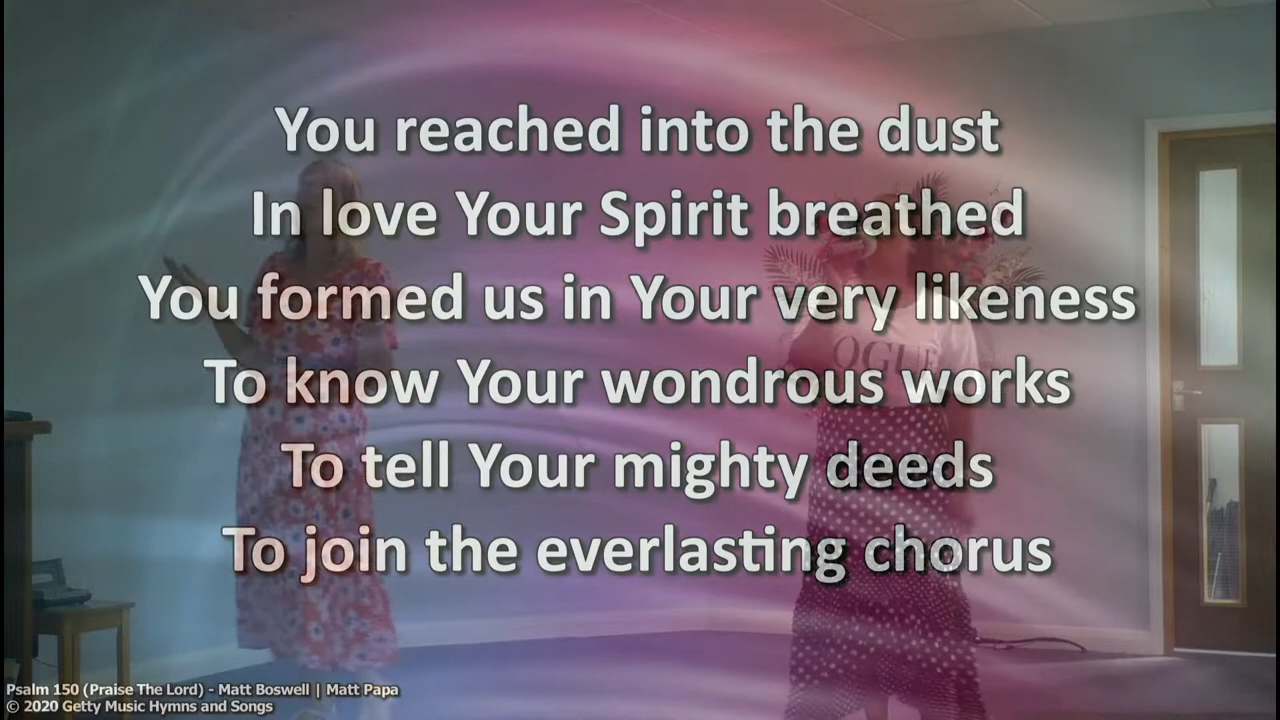 You reached into the dust
In love Your Spirit breathed
You formed us in Your very likeness
To know Your wondrous works
To tell Your mighty deeds
To join the everlasting chorus
OGUE
Psalm 150 (Praise The Lord) - Matt Boswell | Matt Papa
© 2020 Getty Music Hymns and Songs